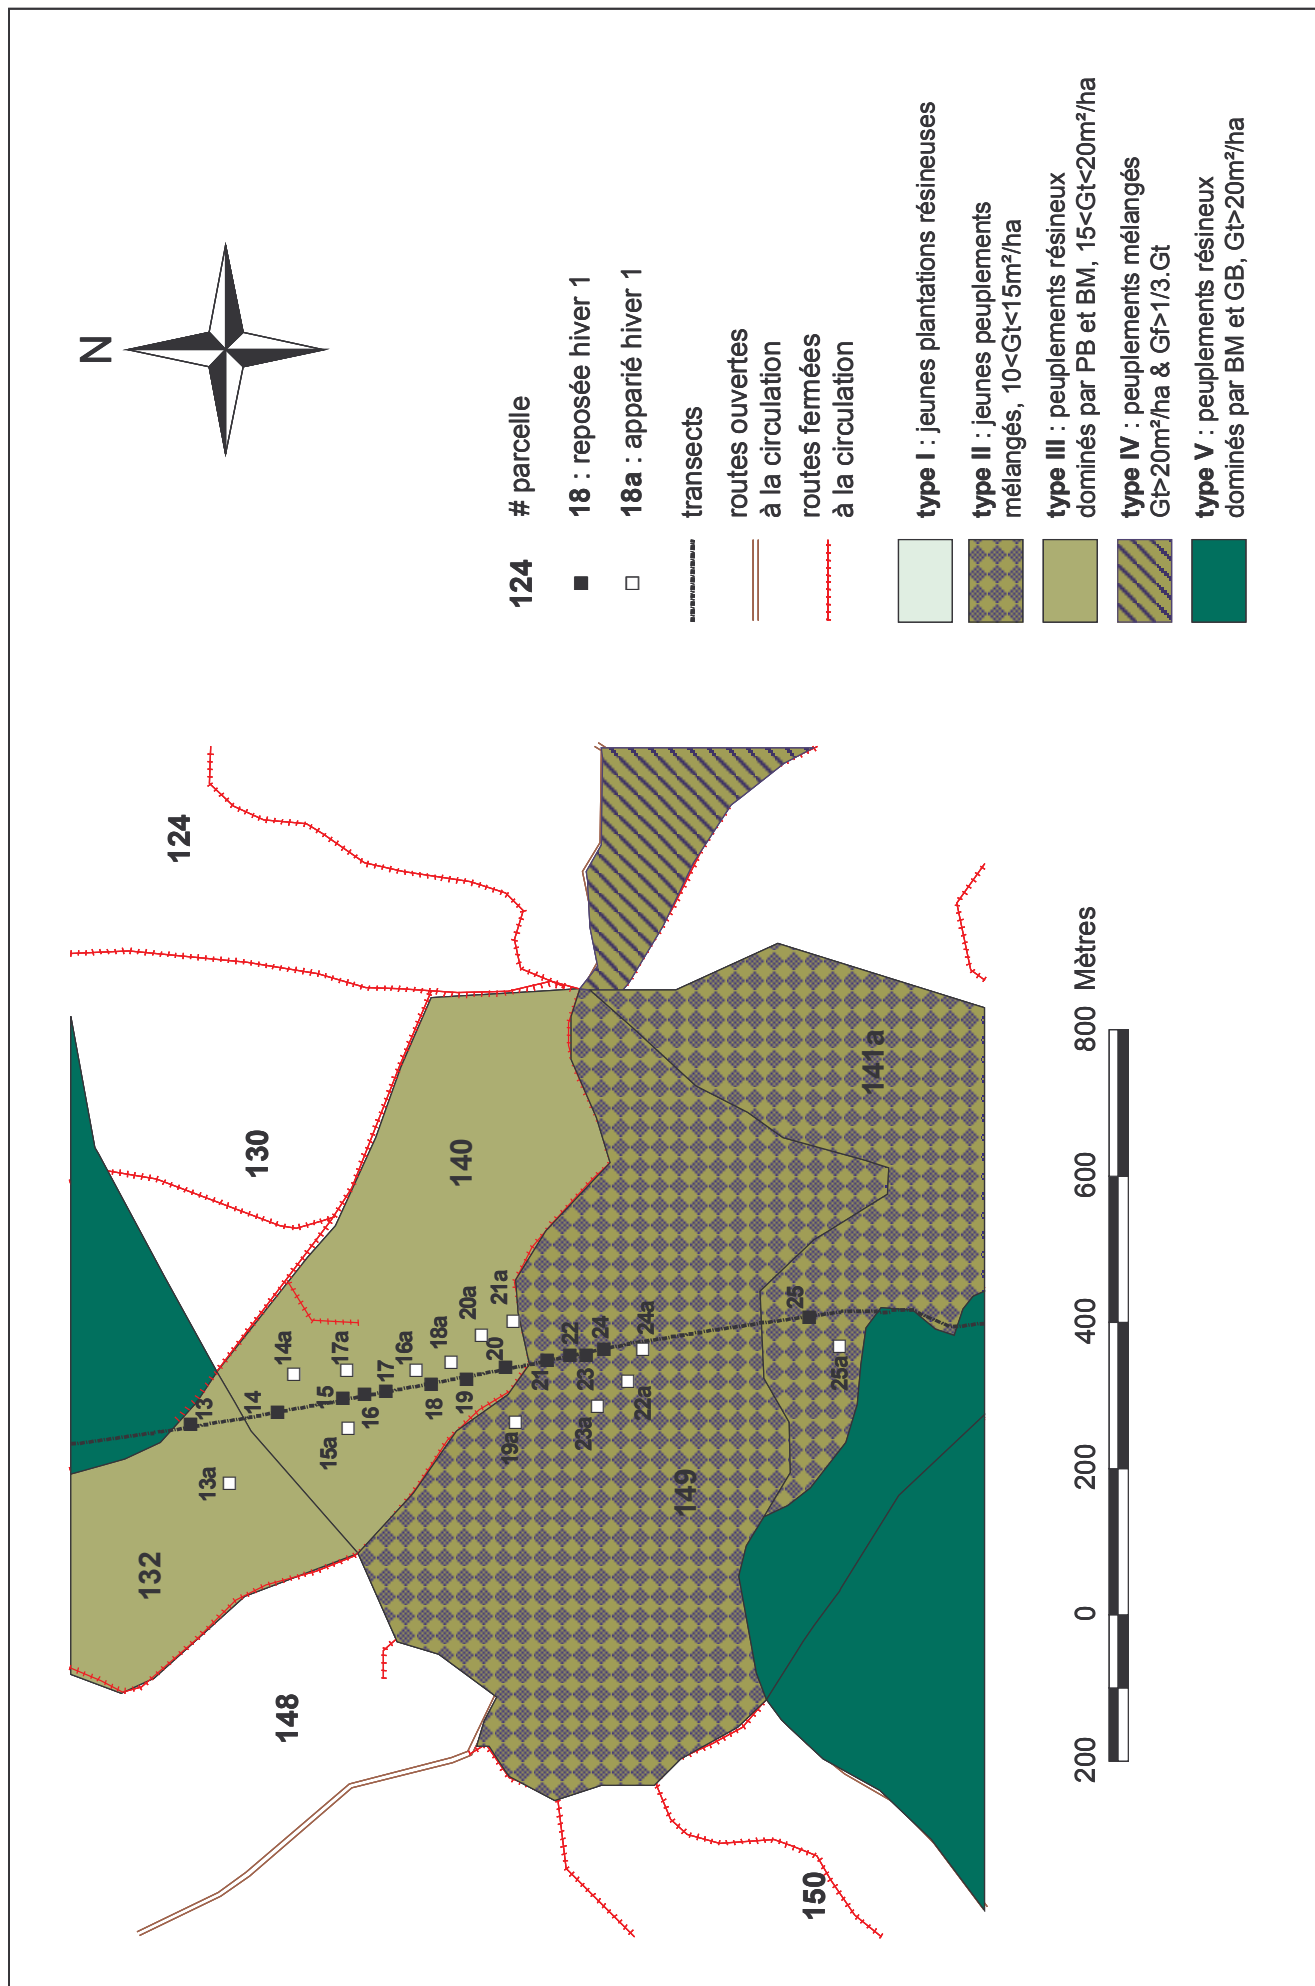 N
124
# parcelle
18 : reposée hiver 1
18a : apparié hiver 1
transects
routes ouvertes
à la circulation
routes fermées
à la circulation
type I : jeunes plantations résineuses
type II : jeunes peuplements
mélangés, 10<Gt<15m²/ha
type III : peuplements résineux
dominés par PB et BM, 15<Gt<20m²/ha
type IV : peuplements mélangés
Gt>20m²/ha & Gf>1/3.Gt
type V : peuplements résineux
dominés par BM et GB, Gt>20m²/ha
124
130
132
140
148
149
141a
150
13
13a
14
14a
15
15a
16
17a
17
16a
18
18a
19
20a
20
21a
19a
21
22
23
24
23a
22a
24a
25
25a
200
0
200
400
600
800
Mètres